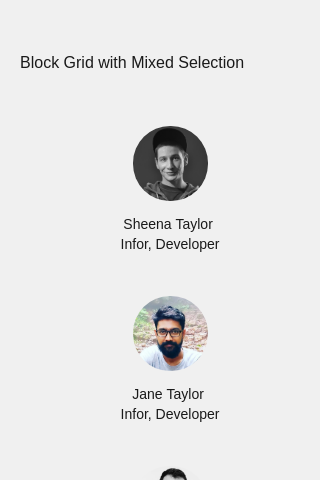 Block Grid with Mixed Selection
Sheena Taylor
Infor, Developer
Jane Taylor
Infor, Developer